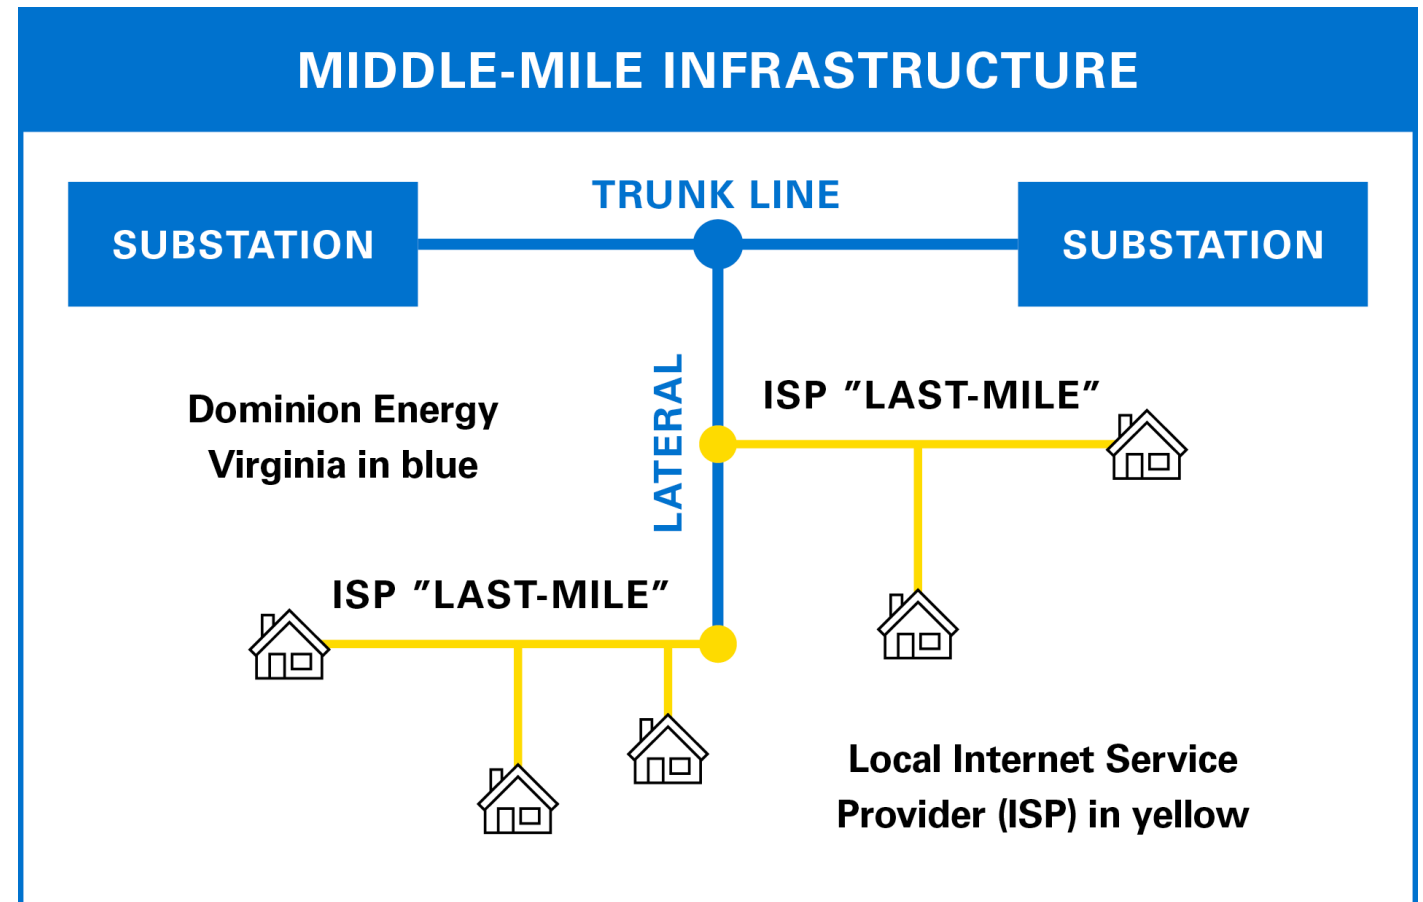 MIDDLE-MILE INFRASTRUCTURE
TRUNK LINE
SUBSTATION
SUBSTATION
LATERAL
ISP ”LAST-MILE”
Dominion Energy
Virginia in blue
ISP ”LAST-MILE”
Local Internet Service
Provider (ISP) in yellow